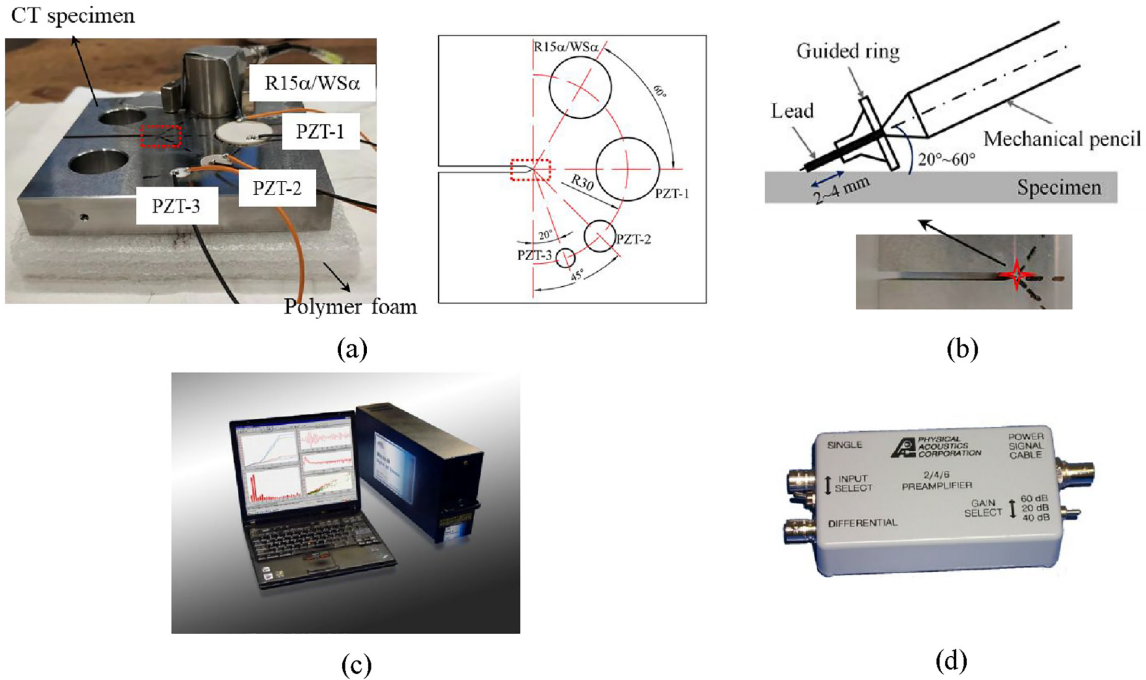 CT specimen
R15α/WSα
PZT-1
PZT-2
PZT-3
Polymer foam
(a)
R15α/WSα
60°
PZT-1
R30
PZT-2
20°
PZT-3
45°
Guided ring
Lead
Mechanical pencil
20°~60°
2~4 mm
Specimen
(b)
(c)
SINGLE
PHYSICAL
ACOUSTICS
CORPORATION
POWER
SIGNAL
CABLE
INPUT
SELECT
2/4/6
PREAMPLIFIER
GAIN
SELECT
60 dB
20 dB
40 dB
DIFFERENTIAL
(d)